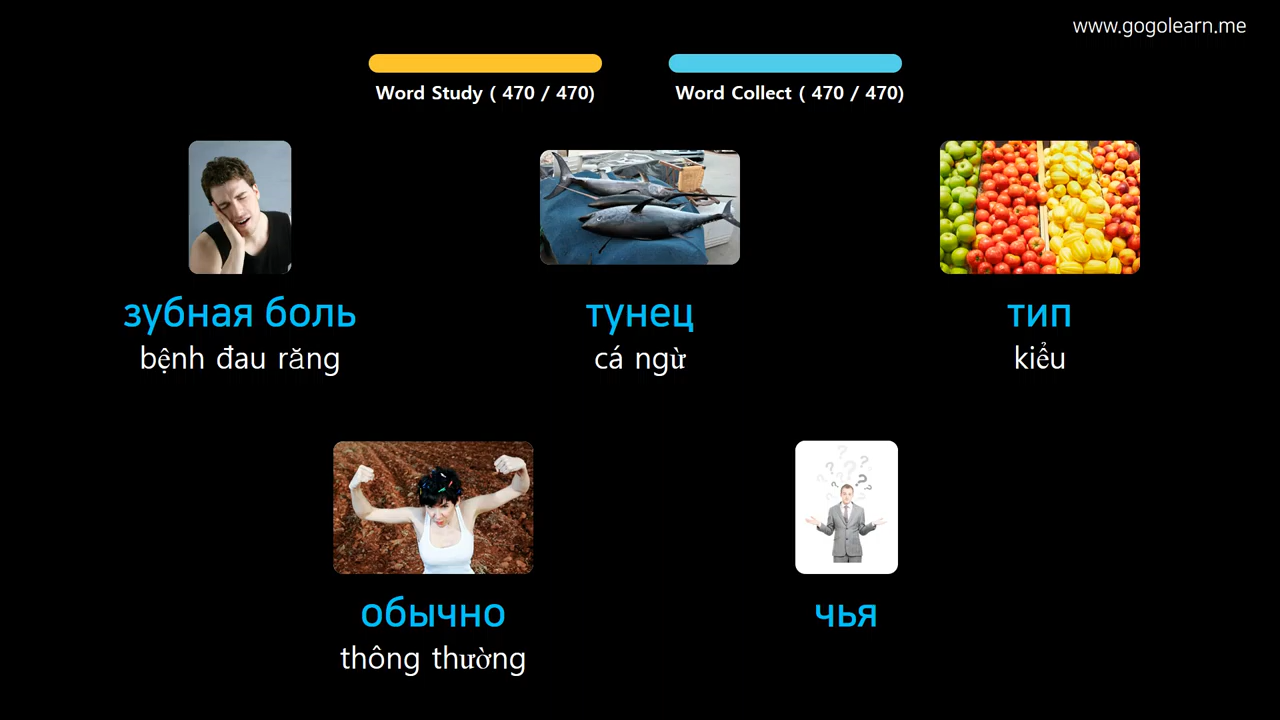 www.gogolearn.me
Word Study ( 470 / 470)
Word Collect ( 470 / 470)
зубная боль
bệnh đau răng
тунец
cá ngừ
тип
kiểu
обычно
thông thường
чья